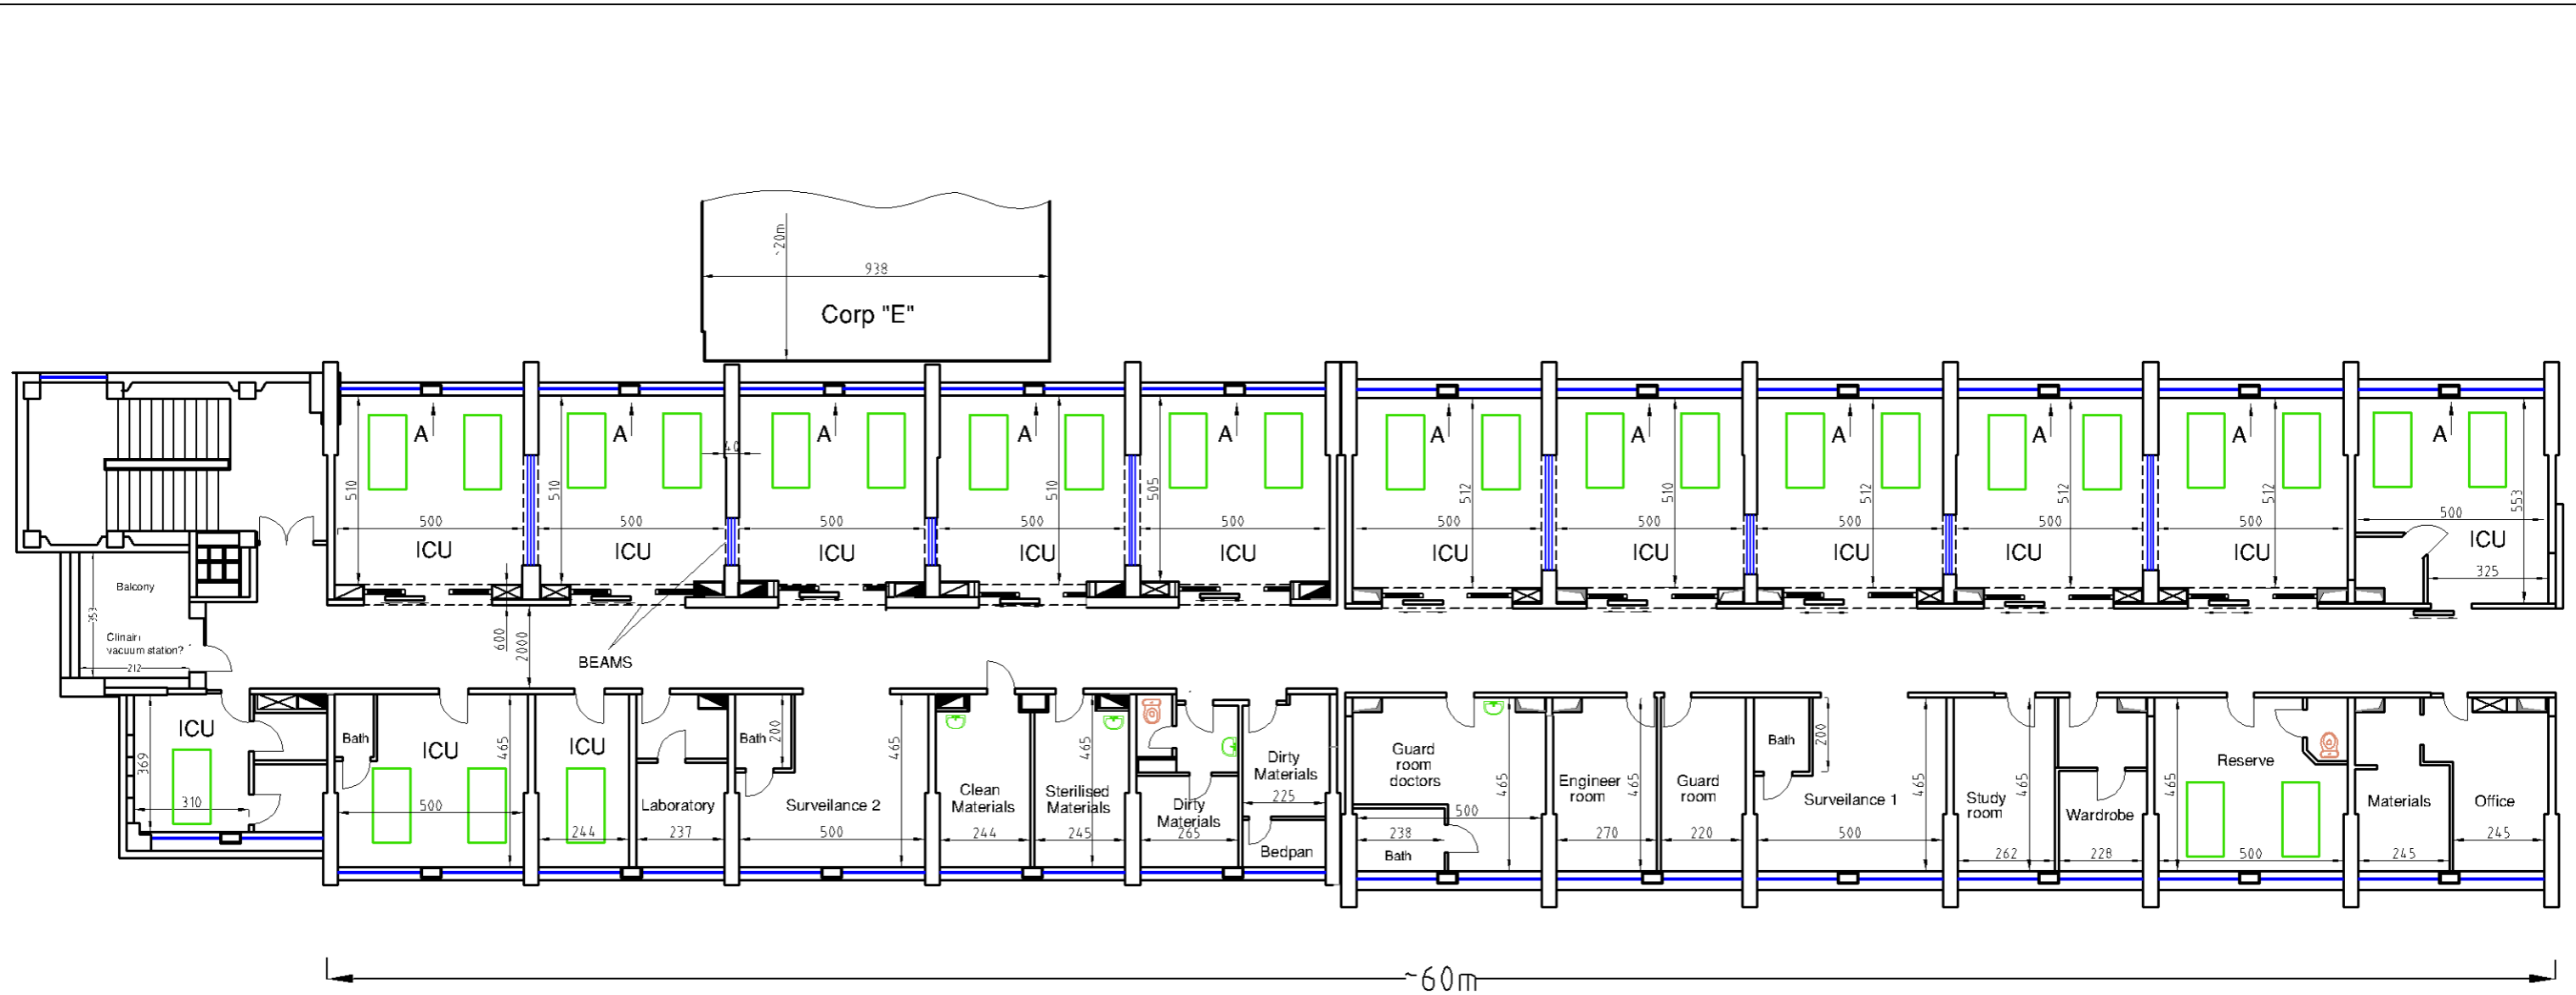 ~20m
938
Corp "E"
A
A
A
A
A
A
A
A
A
A
A
40
510
510
510
505
512
510
512
512
512
553
500
500
500
500
500
500
500
500
500
500
500
ICU
ICU
ICU
ICU
ICU
ICU
ICU
ICU
ICU
ICU
ICU
325
Balcony
353
Clinair
vacuum station?
212
600
2000
BEAMS
ICU
369
310
Bath
ICU
465
500
ICU
244
Laboratory
237
Bath
200
Surveilance 2
465
500
Clean
Materials
244
Sterilised
Materials
465
245
Dirty
Materials
265
Dirty
Materials
225
Bedpan
Guard
room
doctors
465
500
238
Bath
Engineer
room
465
270
Guard
room
220
Bath
200
Surveilance 1
465
500
Study
room
465
262
Wardrobe
228
Reserve
465
500
Materials
245
Office
245
~60m